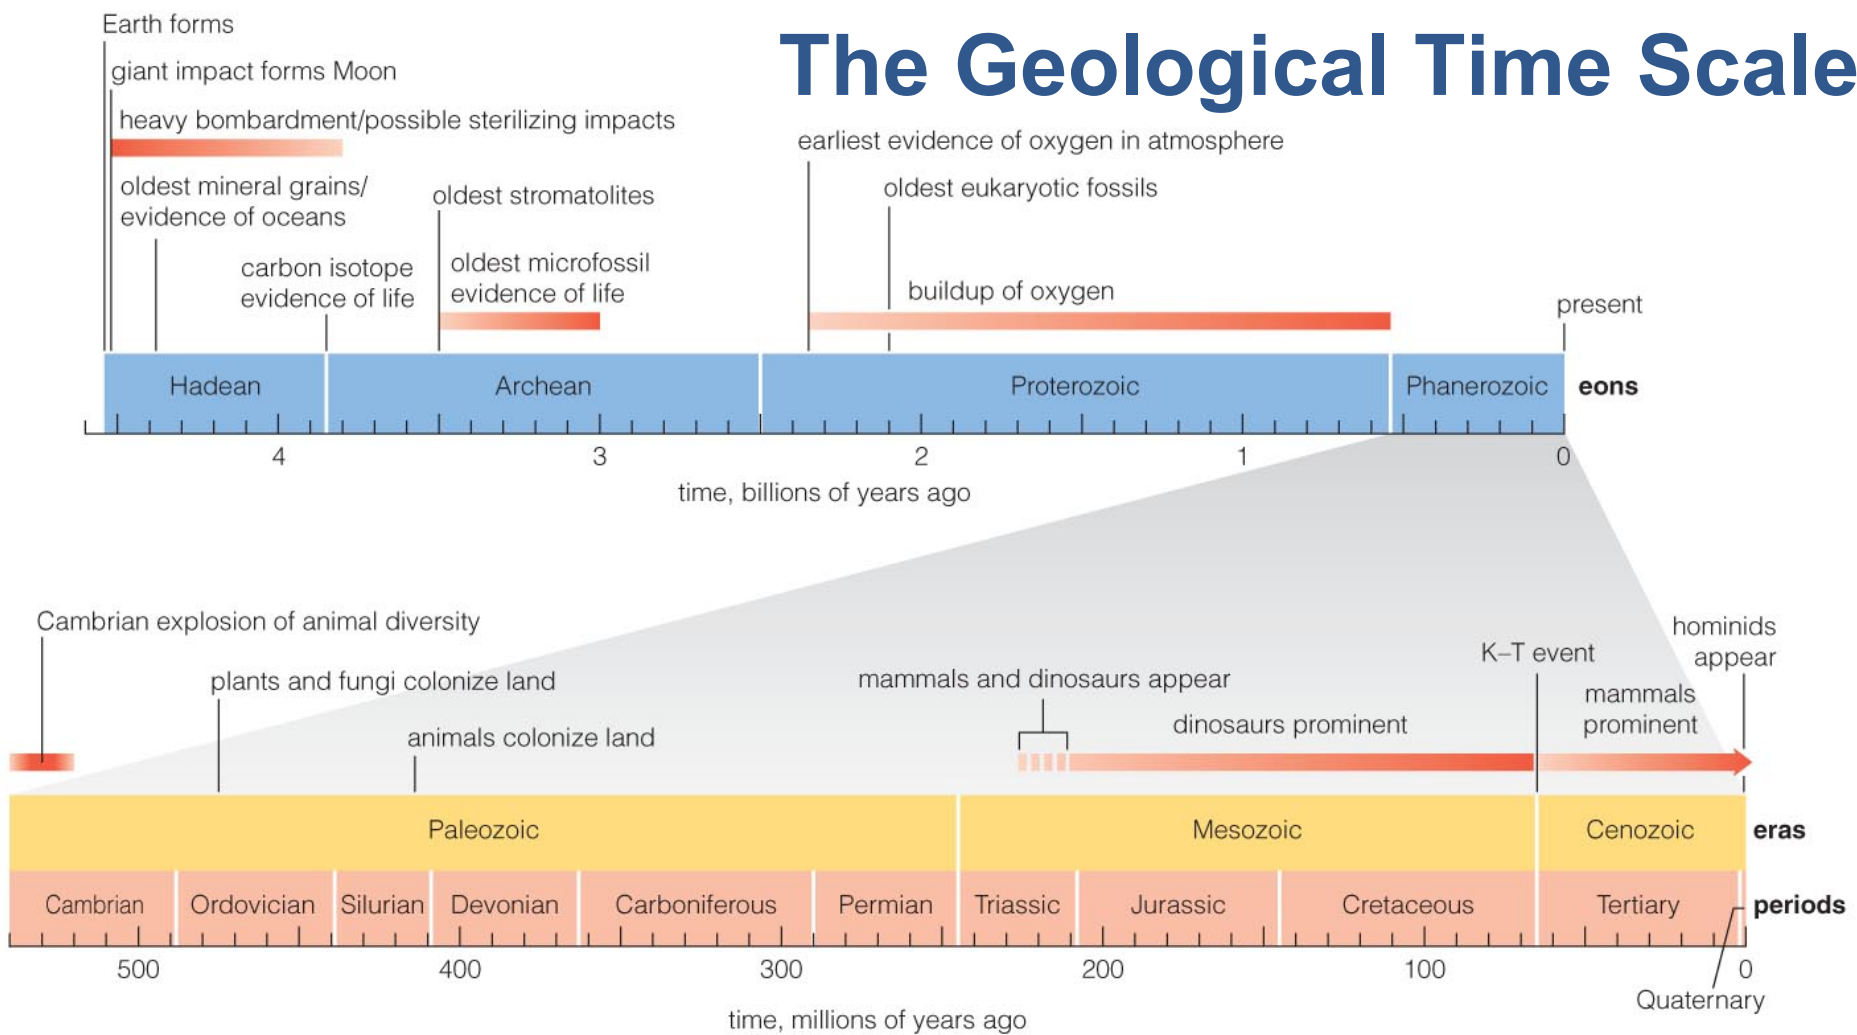 The Geological Time Scale
Earth forms
giant impact forms Moon
heavy bombardment/possible sterilizing impacts
oldest mineral grains/
evidence of oceans
carbon isotope
evidence of life
oldest stromatolites
oldest microfossil
evidence of life
earliest evidence of oxygen in atmosphere
oldest eukaryotic fossils
buildup of oxygen
present
Hadean Archean Proterozoic Phanerozoic eons
4 3 2 1 0
time, billions of years ago
Cambrian explosion of animal diversity
plants and fungi colonize land
animals colonize land
mammals and dinosaurs appear
dinosaurs prominent
K–T event
mammals
prominent
hominids
appear
Paleozoic Mesozoic Cenozoic eras
Cambrian Ordovician Silurian Devonian Carboniferous Permian Triassic Jurassic Cretaceous Tertiary periods
500 400 300 200 100 0
Quaternary
time, millions of years ago